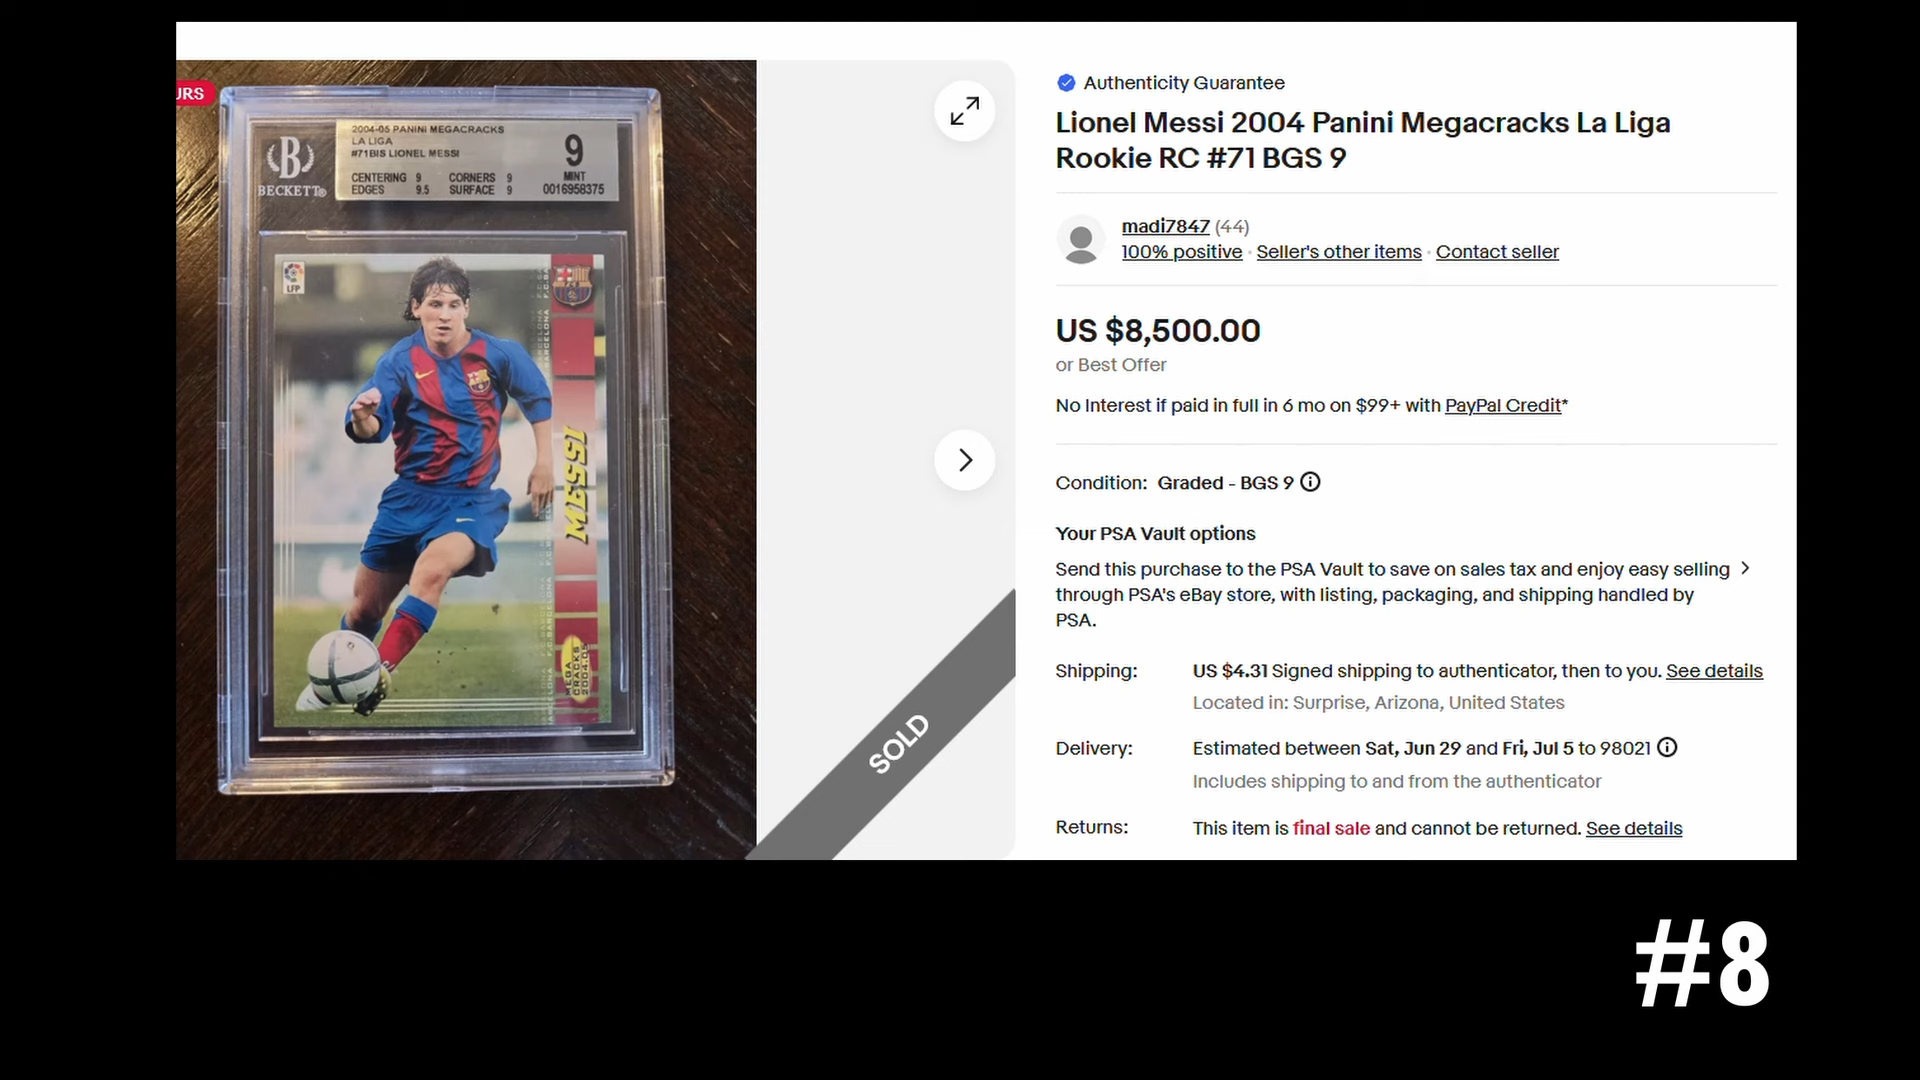 URS
BECKETT®
2004-05 PANINI MEGACRACKS
LA LIGA
#71BIS LIONEL MESSI
CENTERING 9 CORNERS 9
EDGES 9.5 SURFACE 9
9
MINT
0016958375
LFP
MESSI
MEGA
CRACKS
2004.05
SOLD
Authenticity Guarantee
Lionel Messi 2004 Panini Megacracks La Liga
Rookie RC #71 BGS 9
madi7847 (44)
100% positive · Seller's other items · Contact seller
US $8,500.00
or Best Offer
No Interest if paid in full in 6 mo on $99+ with PayPal Credit*
Condition: Graded - BGS 9
Your PSA Vault options
Send this purchase to the PSA Vault to save on sales tax and enjoy easy selling
through PSA's eBay store, with listing, packaging, and shipping handled by
PSA.
Shipping: US $4.31 Signed shipping to authenticator, then to you. See details
Located in: Surprise, Arizona, United States
Delivery: Estimated between Sat, Jun 29 and Fri, Jul 5 to 98021
Includes shipping to and from the authenticator
Returns: This item is final sale and cannot be returned. See details
#8